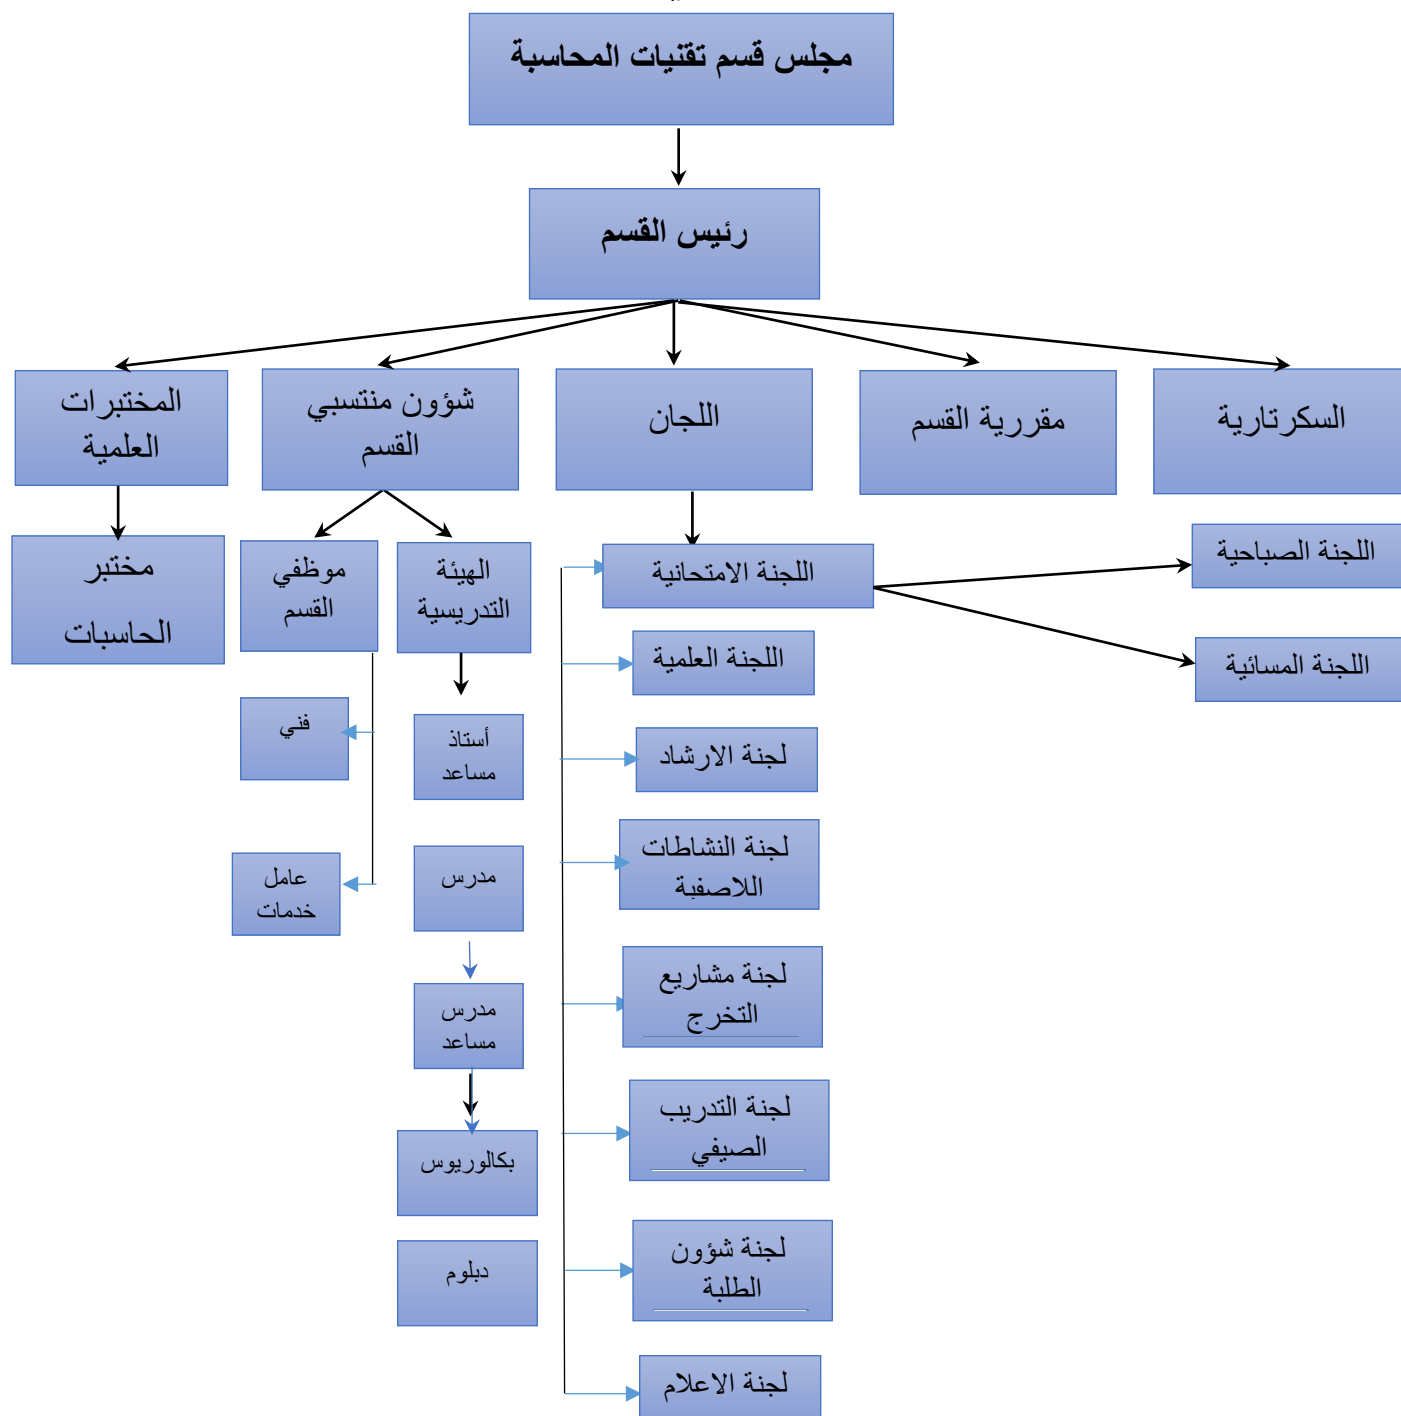 مجلس قسم تقنيات المحاسبة
رئيس القسم
السكرتارية
مقررية القسم
اللجان
شؤون منتسبي
القسم
المختبرات
العلمية
اللجنة الصباحية
اللجنة المسائية
اللجنة الامتحانية
اللجنة العلمية
لجنة الارشاد
لجنة النشاطات
اللاصفية
لجنة مشاريع
التخرج
لجنة التدريب
الصيفي
لجنة شؤون
الطلبة
لجنة الاعلام
الهيئة
التدريسية
أستاذ
مساعد
مدرس
مدرس
مساعد
بكالوريوس
دبلوم
موظفي
القسم
فني
عامل
خدمات
مختبر
الحاسبات